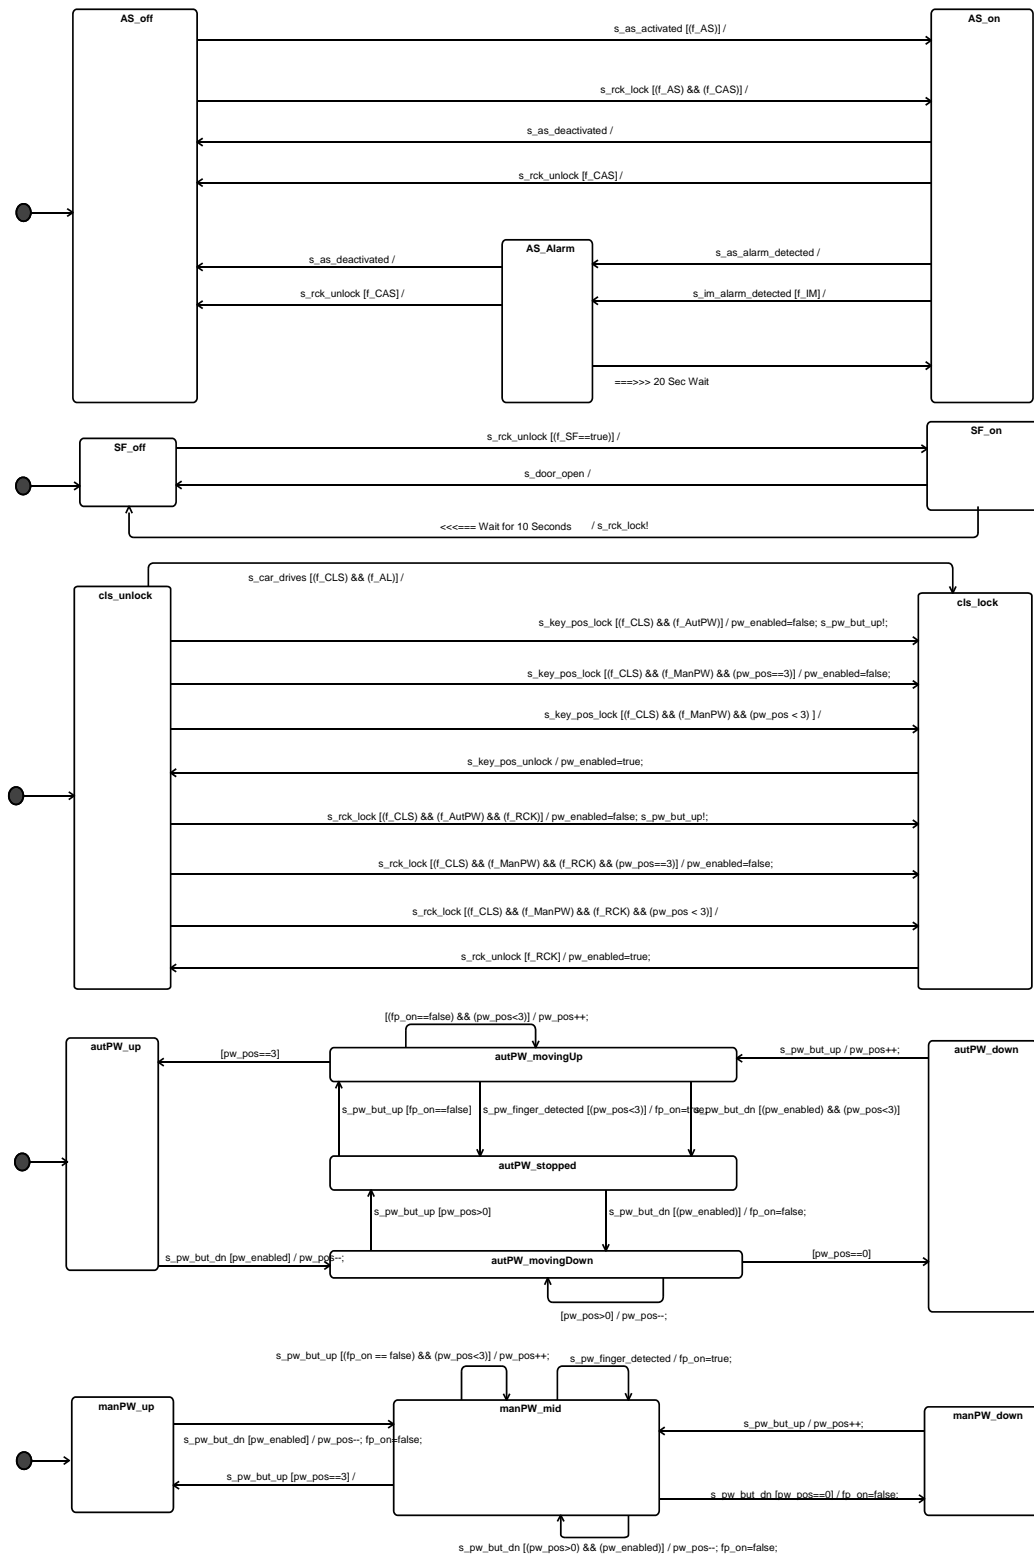 AS_off
AS_on
s_as_activated [(f_AS)] /
s_rck_lock [(f_AS) && (f_CAS)] /
s_as_deactivated /
s_rck_unlock [f_CAS] /
AS_Alarm
s_as_deactivated /
s_as_alarm_detected /
s_rck_unlock [f_CAS] /
s_im_alarm_detected [f_IM] /
===>>> 20 Sec Wait
SF_off
SF_on
s_rck_unlock [(f_SF==true)] /
s_door_open /
<<<=== Wait for 10 Seconds / s_rck_lock!
s_car_drives [(f_CLS) && (f_AL)] /
cls_unlock
cls_lock
s_key_pos_lock [(f_CLS) && (f_AutPW)] / pw_enabled=false; s_pw_but_up!;
s_key_pos_lock [(f_CLS) && (f_ManPW) && (pw_pos==3)] / pw_enabled=false;
s_key_pos_lock [(f_CLS) && (f_ManPW) && (pw_pos < 3) ] /
s_key_pos_unlock / pw_enabled=true;
s_rck_lock [(f_CLS) && (f_AutPW) && (f_RCK)] / pw_enabled=false; s_pw_but_up!;
s_rck_lock [(f_CLS) && (f_ManPW) && (f_RCK) && (pw_pos==3)] / pw_enabled=false;
s_rck_lock [(f_CLS) && (f_ManPW) && (f_RCK) && (pw_pos < 3)] /
s_rck_unlock [f_RCK] / pw_enabled=true;
[(fp_on==false) && (pw_pos<3)] / pw_pos++;
autPW_up
autPW_movingUp
autPW_down
[pw_pos==3]
s_pw_but_up / pw_pos++;
s_pw_but_up [fp_on==false]
s_pw_finger_detected [(pw_pos<3)] / fp_on=true;
s_pw_but_dn [(pw_enabled) && (pw_pos<3)]
autPW_stopped
s_pw_but_up [pw_pos>0]
s_pw_but_dn [(pw_enabled)] / fp_on=false;
s_pw_but_dn [pw_enabled] / pw_pos--;
autPW_movingDown
[pw_pos==0]
[pw_pos>0] / pw_pos--;
s_pw_but_up [(fp_on == false) && (pw_pos<3)] / pw_pos++;
s_pw_finger_detected / fp_on=true;
manPW_up
manPW_mid
manPW_down
s_pw_but_dn [pw_enabled] / pw_pos--; fp_on=false;
s_pw_but_up / pw_pos++;
s_pw_but_up [pw_pos==3] /
s_pw_but_dn [pw_pos==0] / fp_on=false;
s_pw_but_dn [(pw_pos>0) && (pw_enabled)] / pw_pos--; fp_on=false;